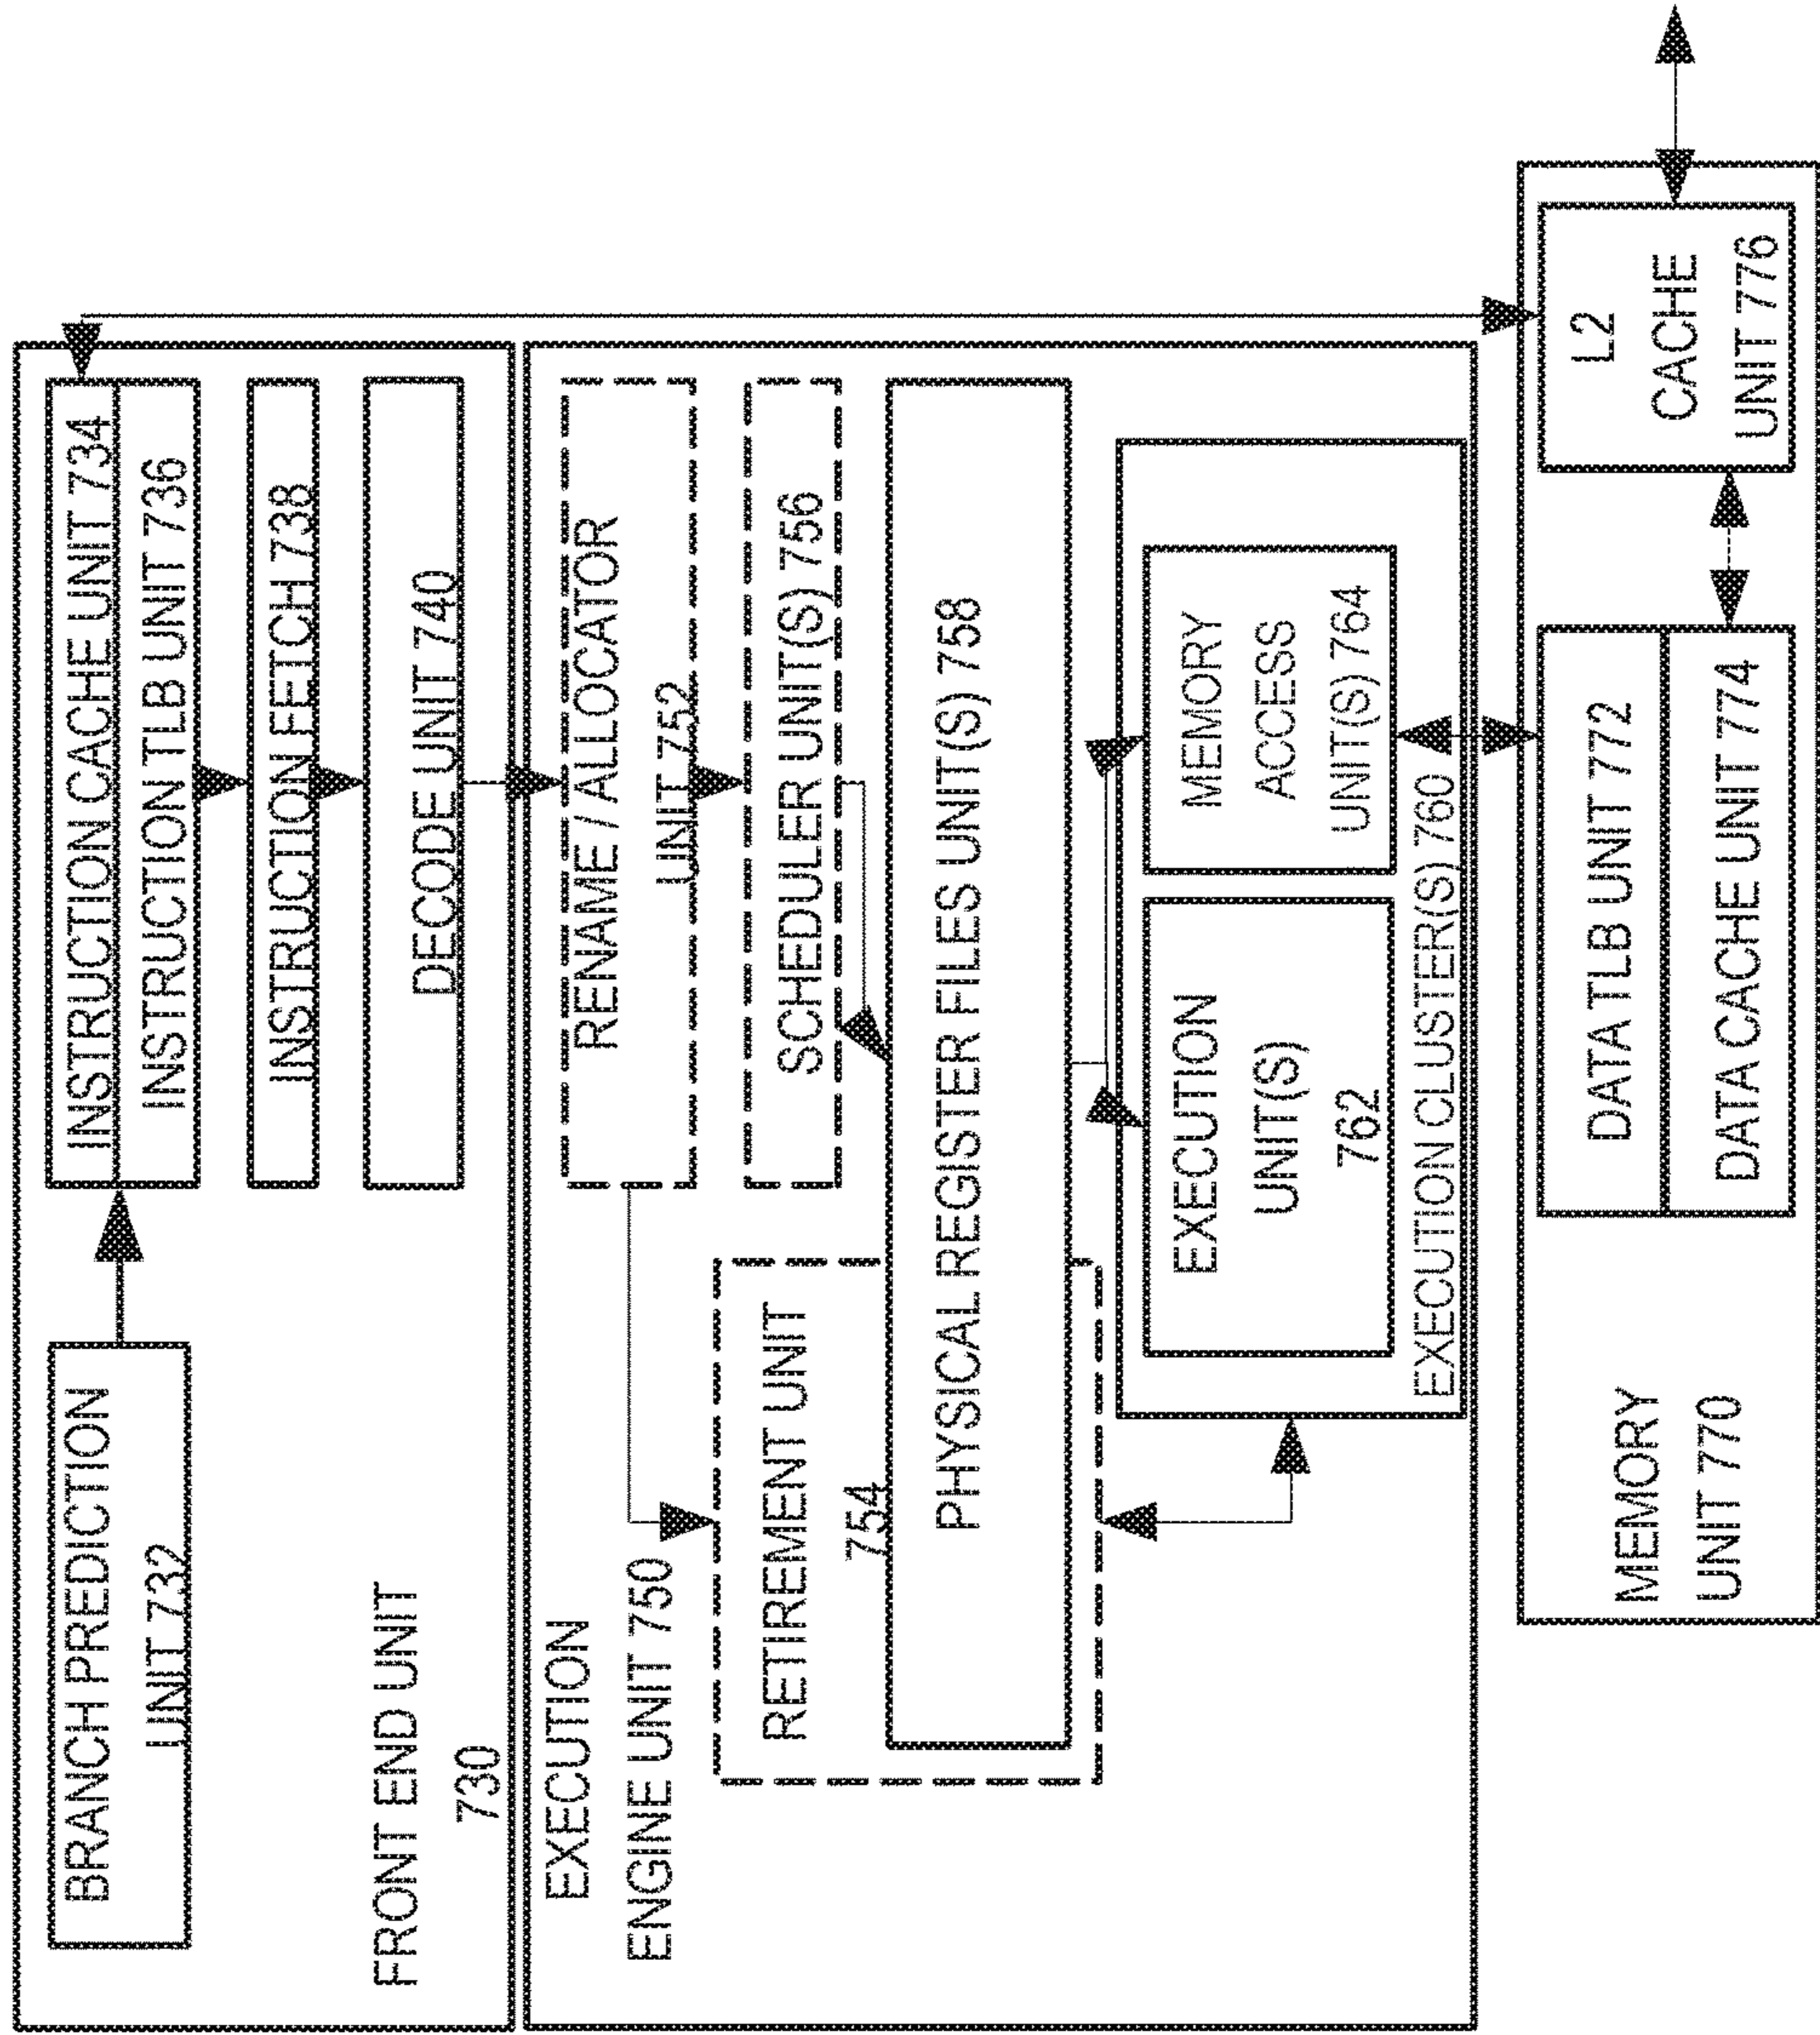 BRANCH PREDICTION
UNIT 732
INSTRUCTION CACHE UNIT 734
INSTRUCTION TLB UNIT 736
INSTRUCTION FETCH 738
DECODE UNIT 740
FRONT END UNIT
730
EXECUTION
ENGINE UNIT 750
RENAME / ALLOCATOR
UNIT 752
SCHEDULER UNIT(S) 756
RETIREMENT UNIT
754
PHYSICAL REGISTER FILES UNIT(S) 758
EXECUTION
UNIT(S)
762
MEMORY
ACCESS
UNIT(S) 764
EXECUTION CLUSTER(S) 760
MEMORY
UNIT 770
DATA TLB UNIT 772
DATA CACHE UNIT 774
L2
CACHE
UNIT 776